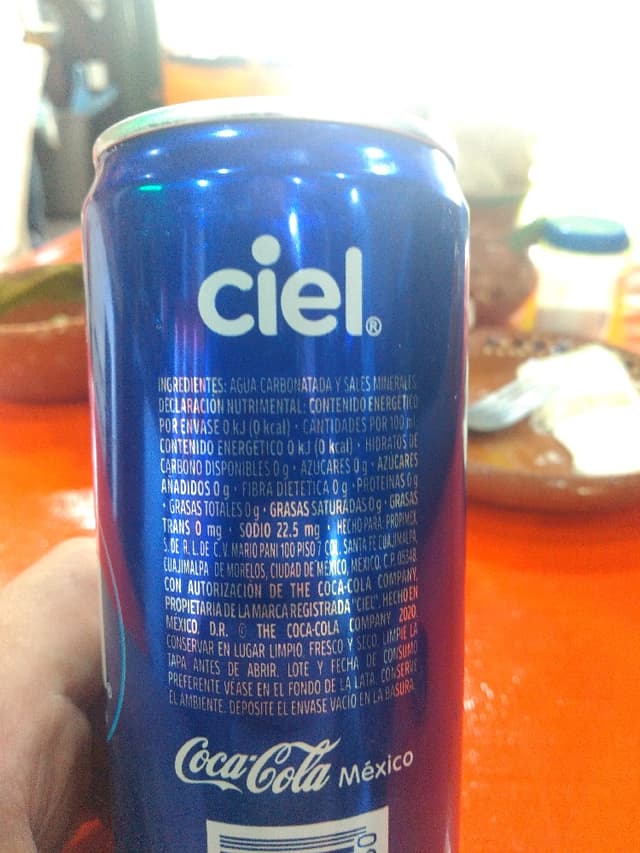 ciel®
INGREDIENTES: AGUA CARBONATADA Y SALES MINERALES
DECLARACIÓN NUTRIMENTAL: CONTENIDO ENERGÉTICO
POR ENVASE 0 kJ (0 kcal) • CANTIDADES POR 100 ml
CONTENIDO ENERGÉTICO 0 kJ (0 kcal) • HIDRATOS DE
CARBONO DISPONIBLES 0 g • AZÚCARES 0 g • AZÚCARES
AÑADIDOS 0 g • FIBRA DIETÉTICA 0 g • PROTEÍNAS 0 g
• GRASAS TOTALES 0 g • GRASAS SATURADAS 0 g • GRASAS
TRANS 0 mg • SODIO 22.5 mg • HECHO PARA: PROPIMEX,
S. DE R. L. DE C. V. MARIO PANI 100 PISO 7 COL. SANTA FE CUAJIMALPA,
CUAJIMALPA DE MORELOS, CIUDAD DE MÉXICO, MÉXICO, C.P. 05348.
CON AUTORIZACIÓN DE THE COCA-COLA COMPANY,
PROPIETARIA DE LA MARCA REGISTRADA "CIEL". HECHO EN
MÉXICO. D.R. © THE COCA-COLA COMPANY 2020.
CONSERVAR EN LUGAR LIMPIO, FRESCO Y SECO. LIMPIE LA
TAPA ANTES DE ABRIR. LOTE Y FECHA DE CONSUMO
PREFERENTE VÉASE EN EL FONDO DE LA LATA. CONSERVE
EL AMBIENTE. DEPOSITE EL ENVASE VACÍO EN LA BASURA.
Coca-Cola México